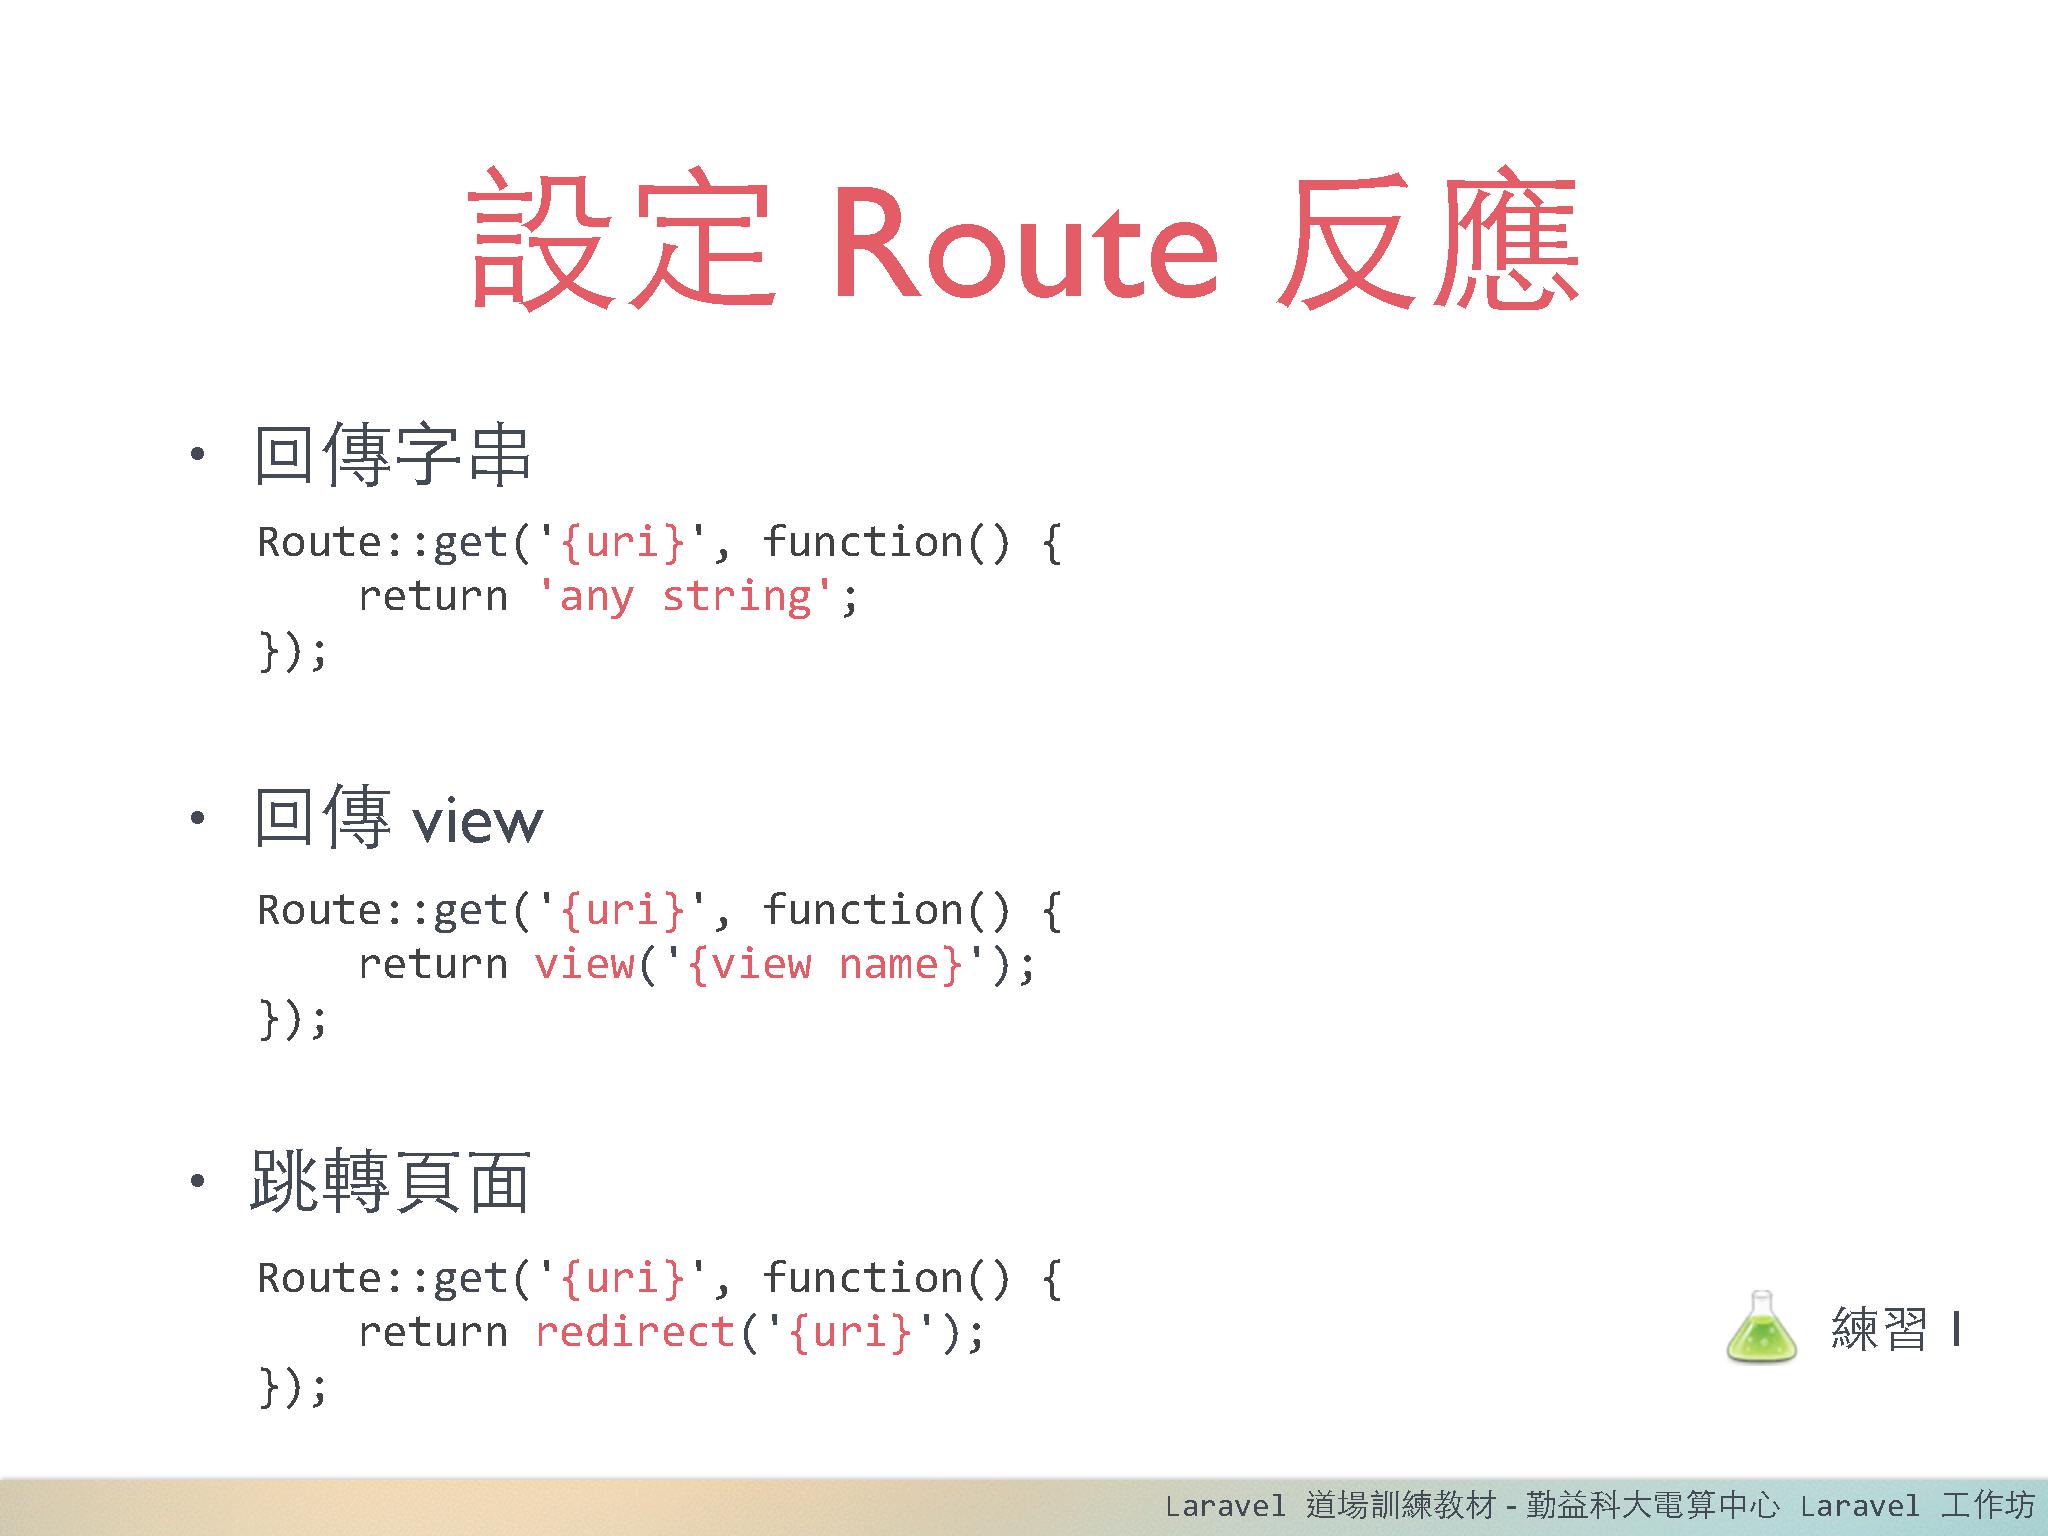 設定 Route 反應
• 回傳字串
Route::get('{uri}', function() {
    return 'any string';
});
• 回傳 view
Route::get('{uri}', function() {
    return view('{view name}');
});
• 跳轉頁面
Route::get('{uri}', function() {
    return redirect('{uri}');
});
練習 1
Laravel 道場訓練教材 - 勤益科大電算中心 Laravel 工作坊